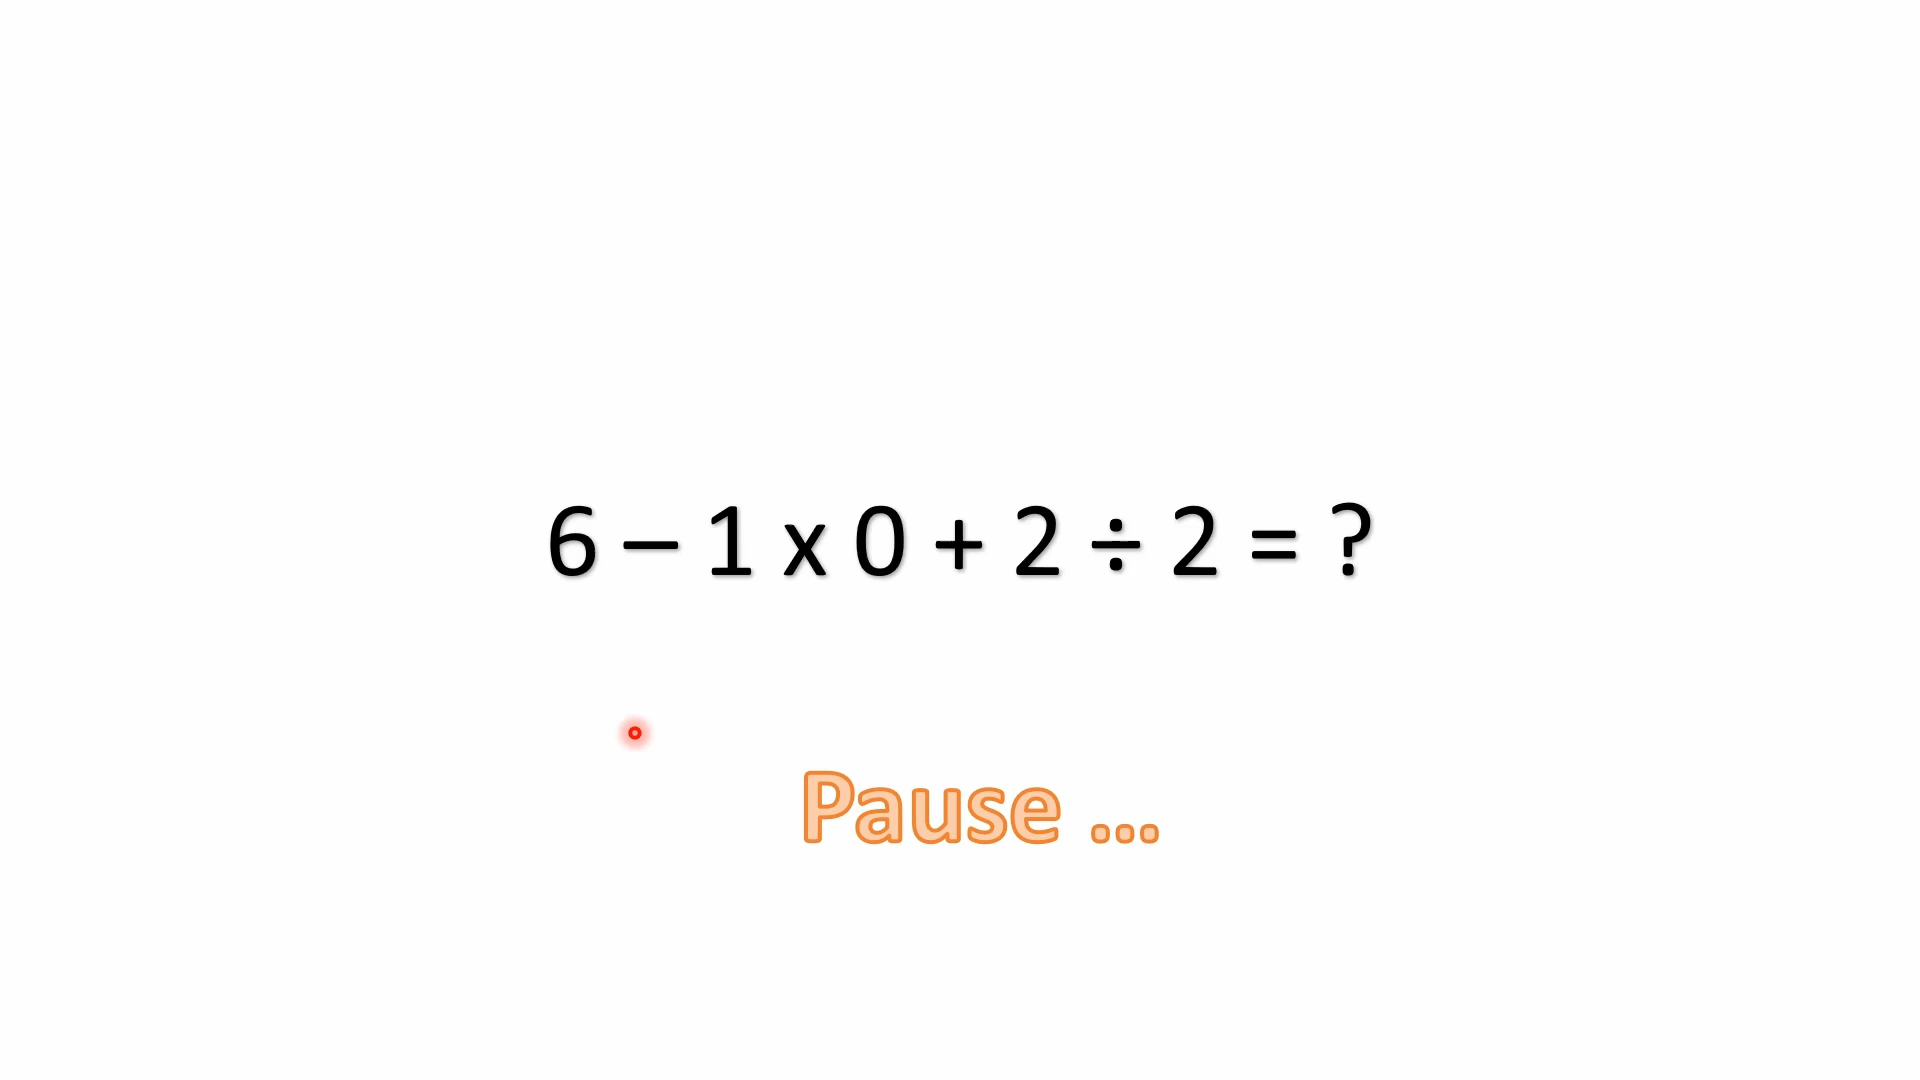 6 – 1 x 0 + 2 ÷ 2 = ?
Pause ...